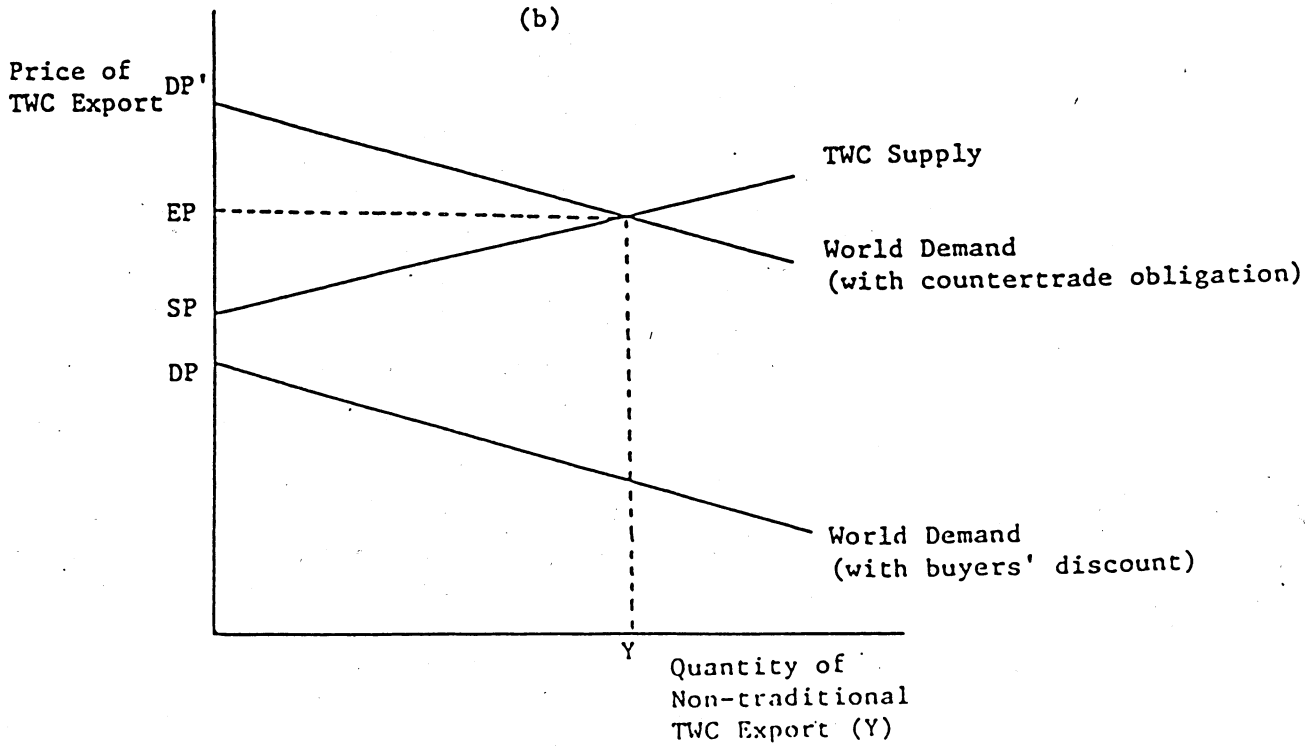 (b)
Price of
TWC Export
DP'
EP
SP
DP
TWC Supply
World Demand
(with countertrade obligation)
World Demand
(with buyers' discount)
Y
Quantity of
Non-traditional
TWC Export (Y)